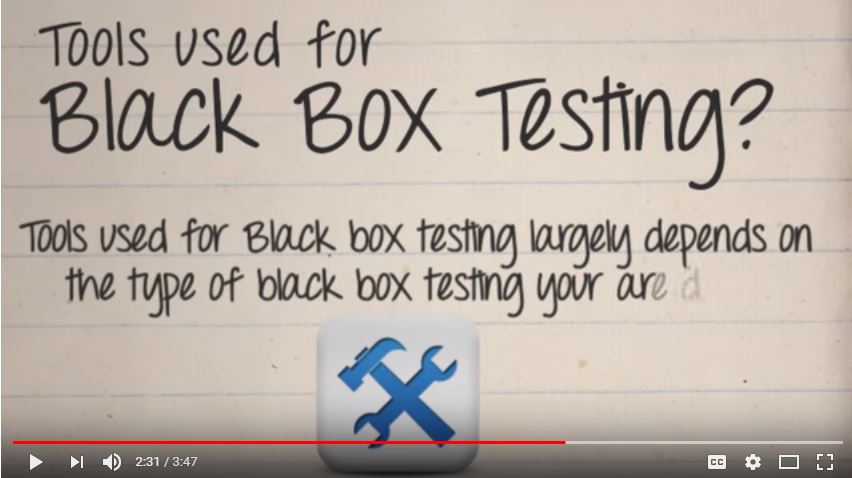 Tools used for
Black Box Testing?
Tools used for Black box testing largely depends on
the type of black box testing your are d
2:31 / 3:47
CC